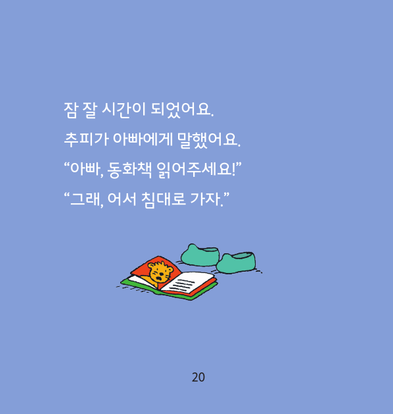 잠 잘 시간이 되었어요.
추피가 아빠에게 말했어요.
“아빠, 동화책 읽어주세요!”
“그래, 어서 침대로 가자.”
20